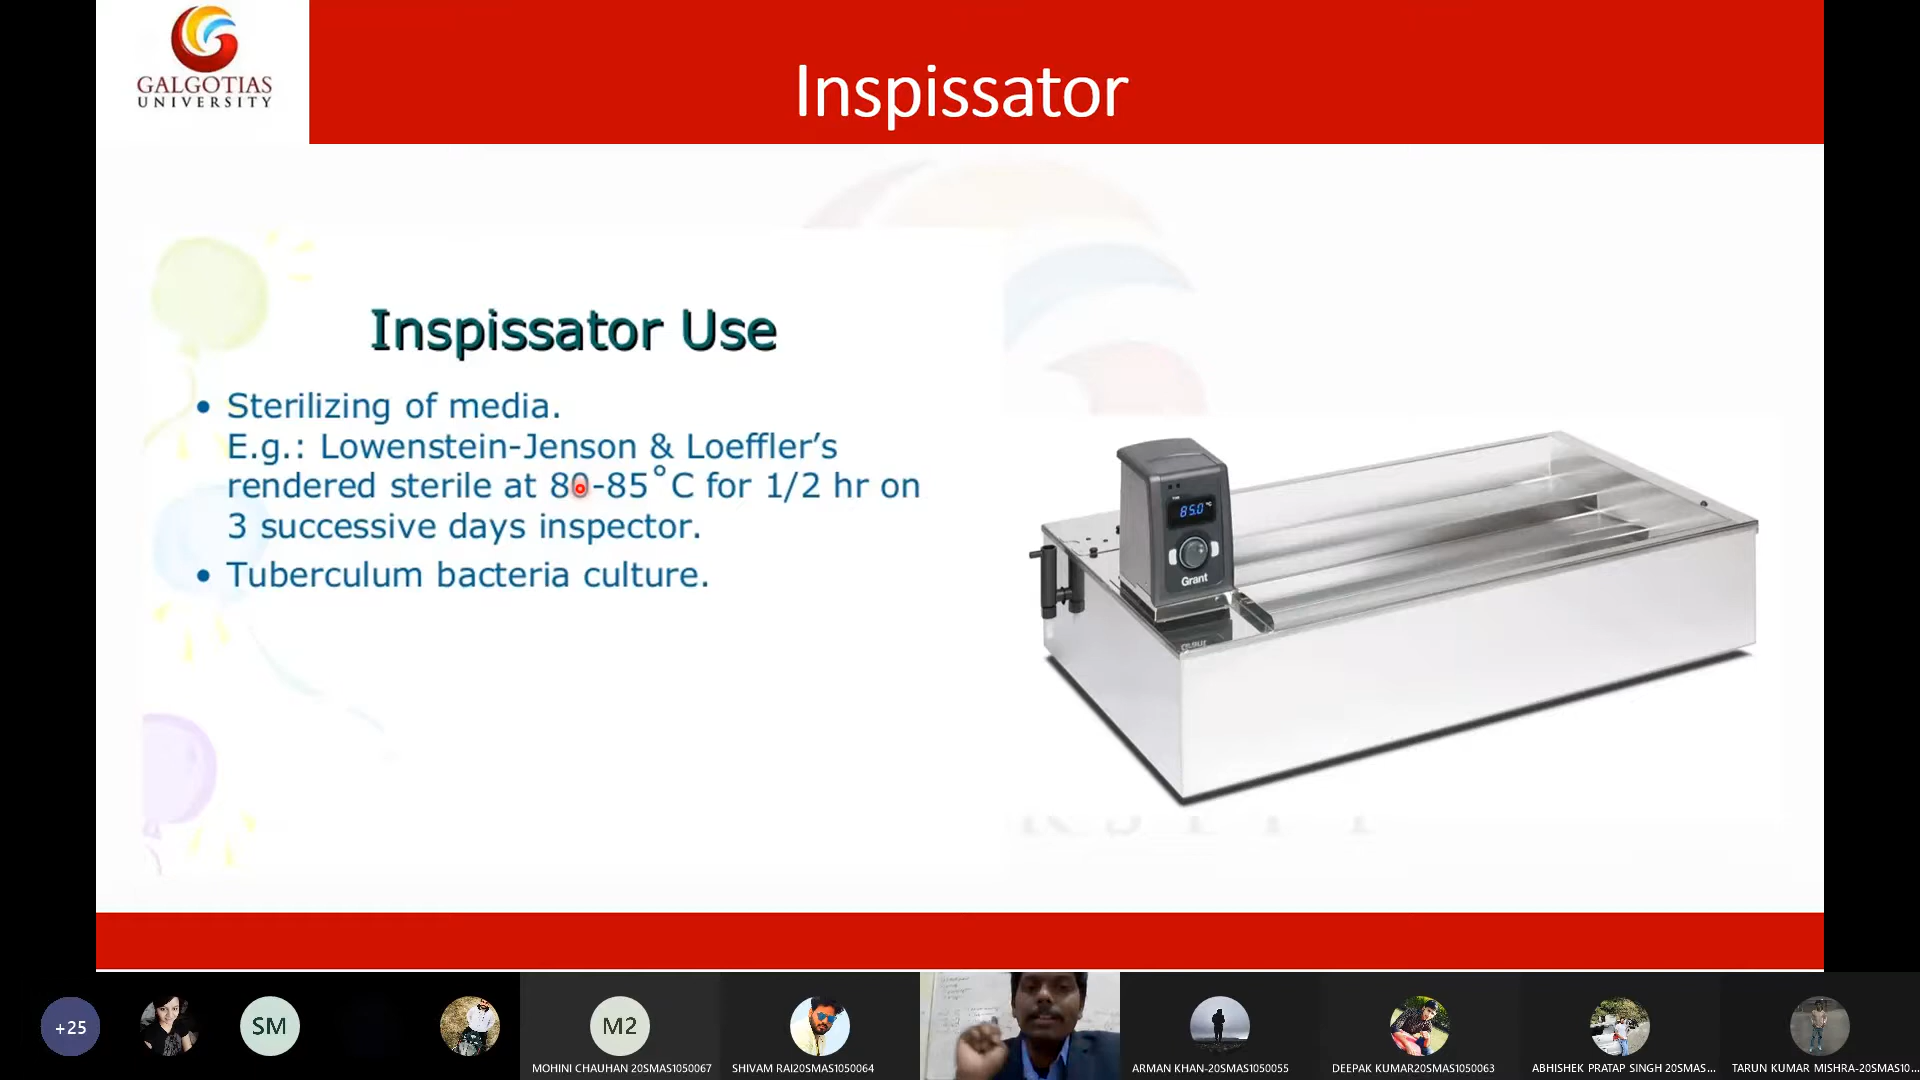 GALGOTIAS
UNIVERSITY
Inspissator
Inspissator Use
• Sterilizing of media.
E.g.: Lowenstein-Jenson & Loeffler’s
rendered sterile at 80-85˚C for 1/2 hr on
3 successive days inspector.
• Tuberculum bacteria culture.
85.0 °C
Grant
+25
SM
M2
MOHINI CHAUHAN 20SMAS1050067
SHIVAM RAI20SMAS1050064
ARMAN KHAN-20SMAS1050055
DEEPAK KUMAR20SMAS1050063
ABHISHEK PRATAP SINGH 20SMAS...
TARUN KUMAR MISHRA-20SMAS10...